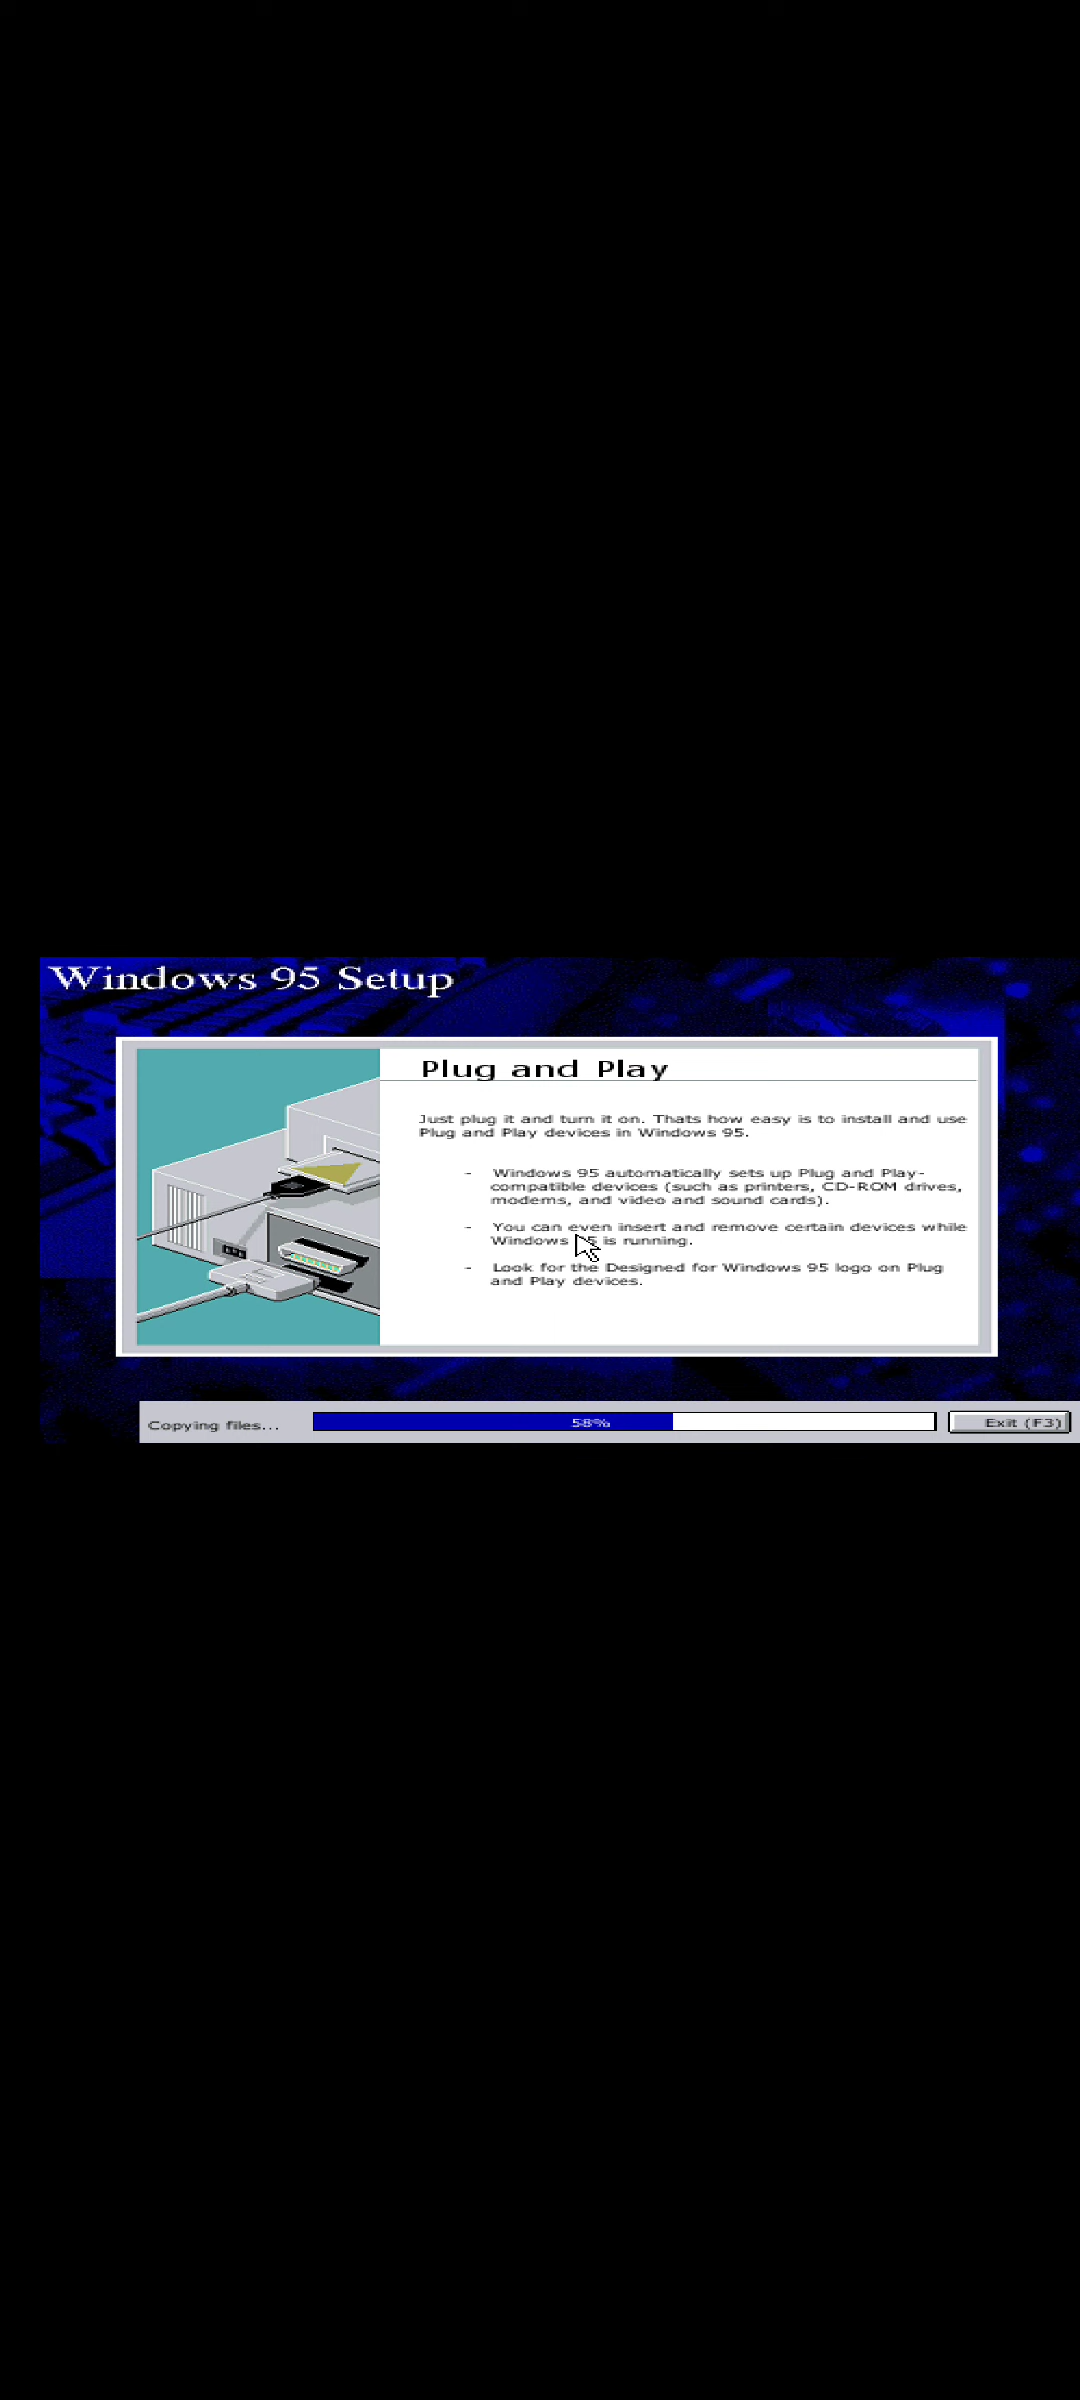 Windows 95 Setup
Plug and Play
Just plug it and turn it on. Thats how easy is to install and use
Plug and Play devices in Windows 95.
- Windows 95 automatically sets up Plug and Play-
compatible devices (such as printers, CD-ROM drives,
modems, and video and sound cards).
- You can even insert and remove certain devices while
Windows 95 is running.
- Look for the Designed for Windows 95 logo on Plug
and Play devices.
Copying files...
58%
Exit (F3)